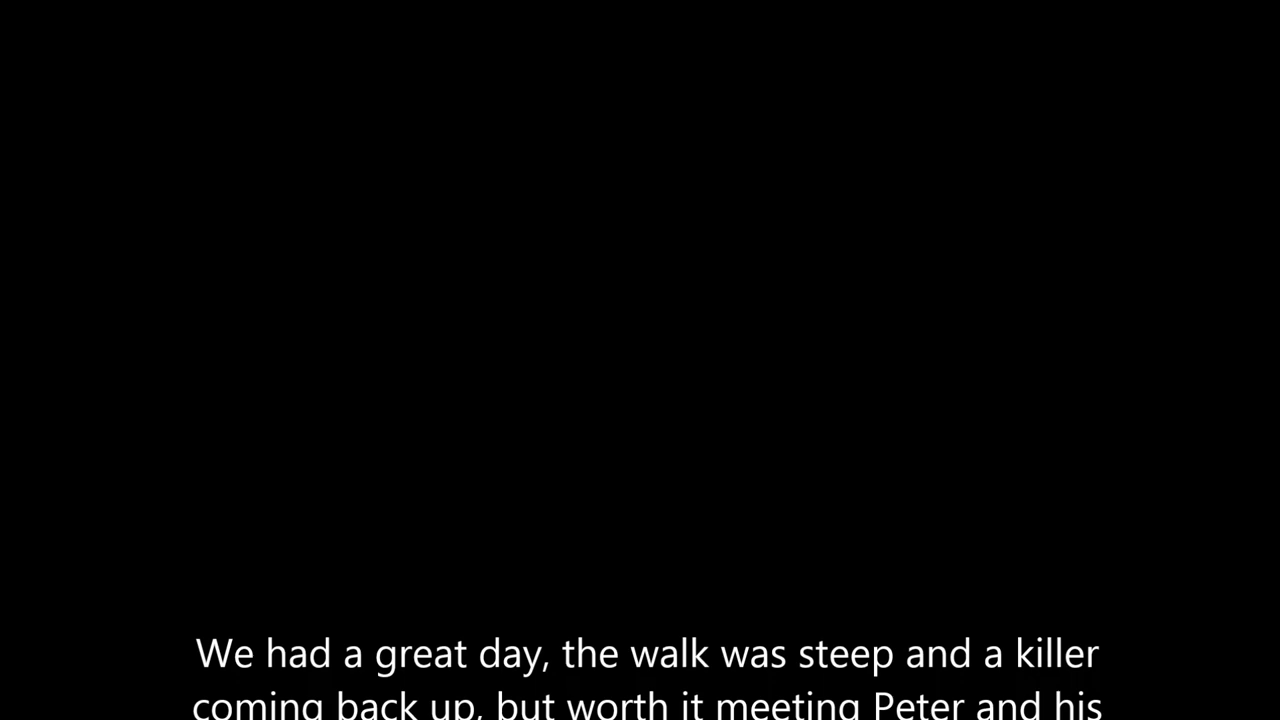 We had a great day, the walk was steep and a killer
coming back up, but worth it meeting Peter and his